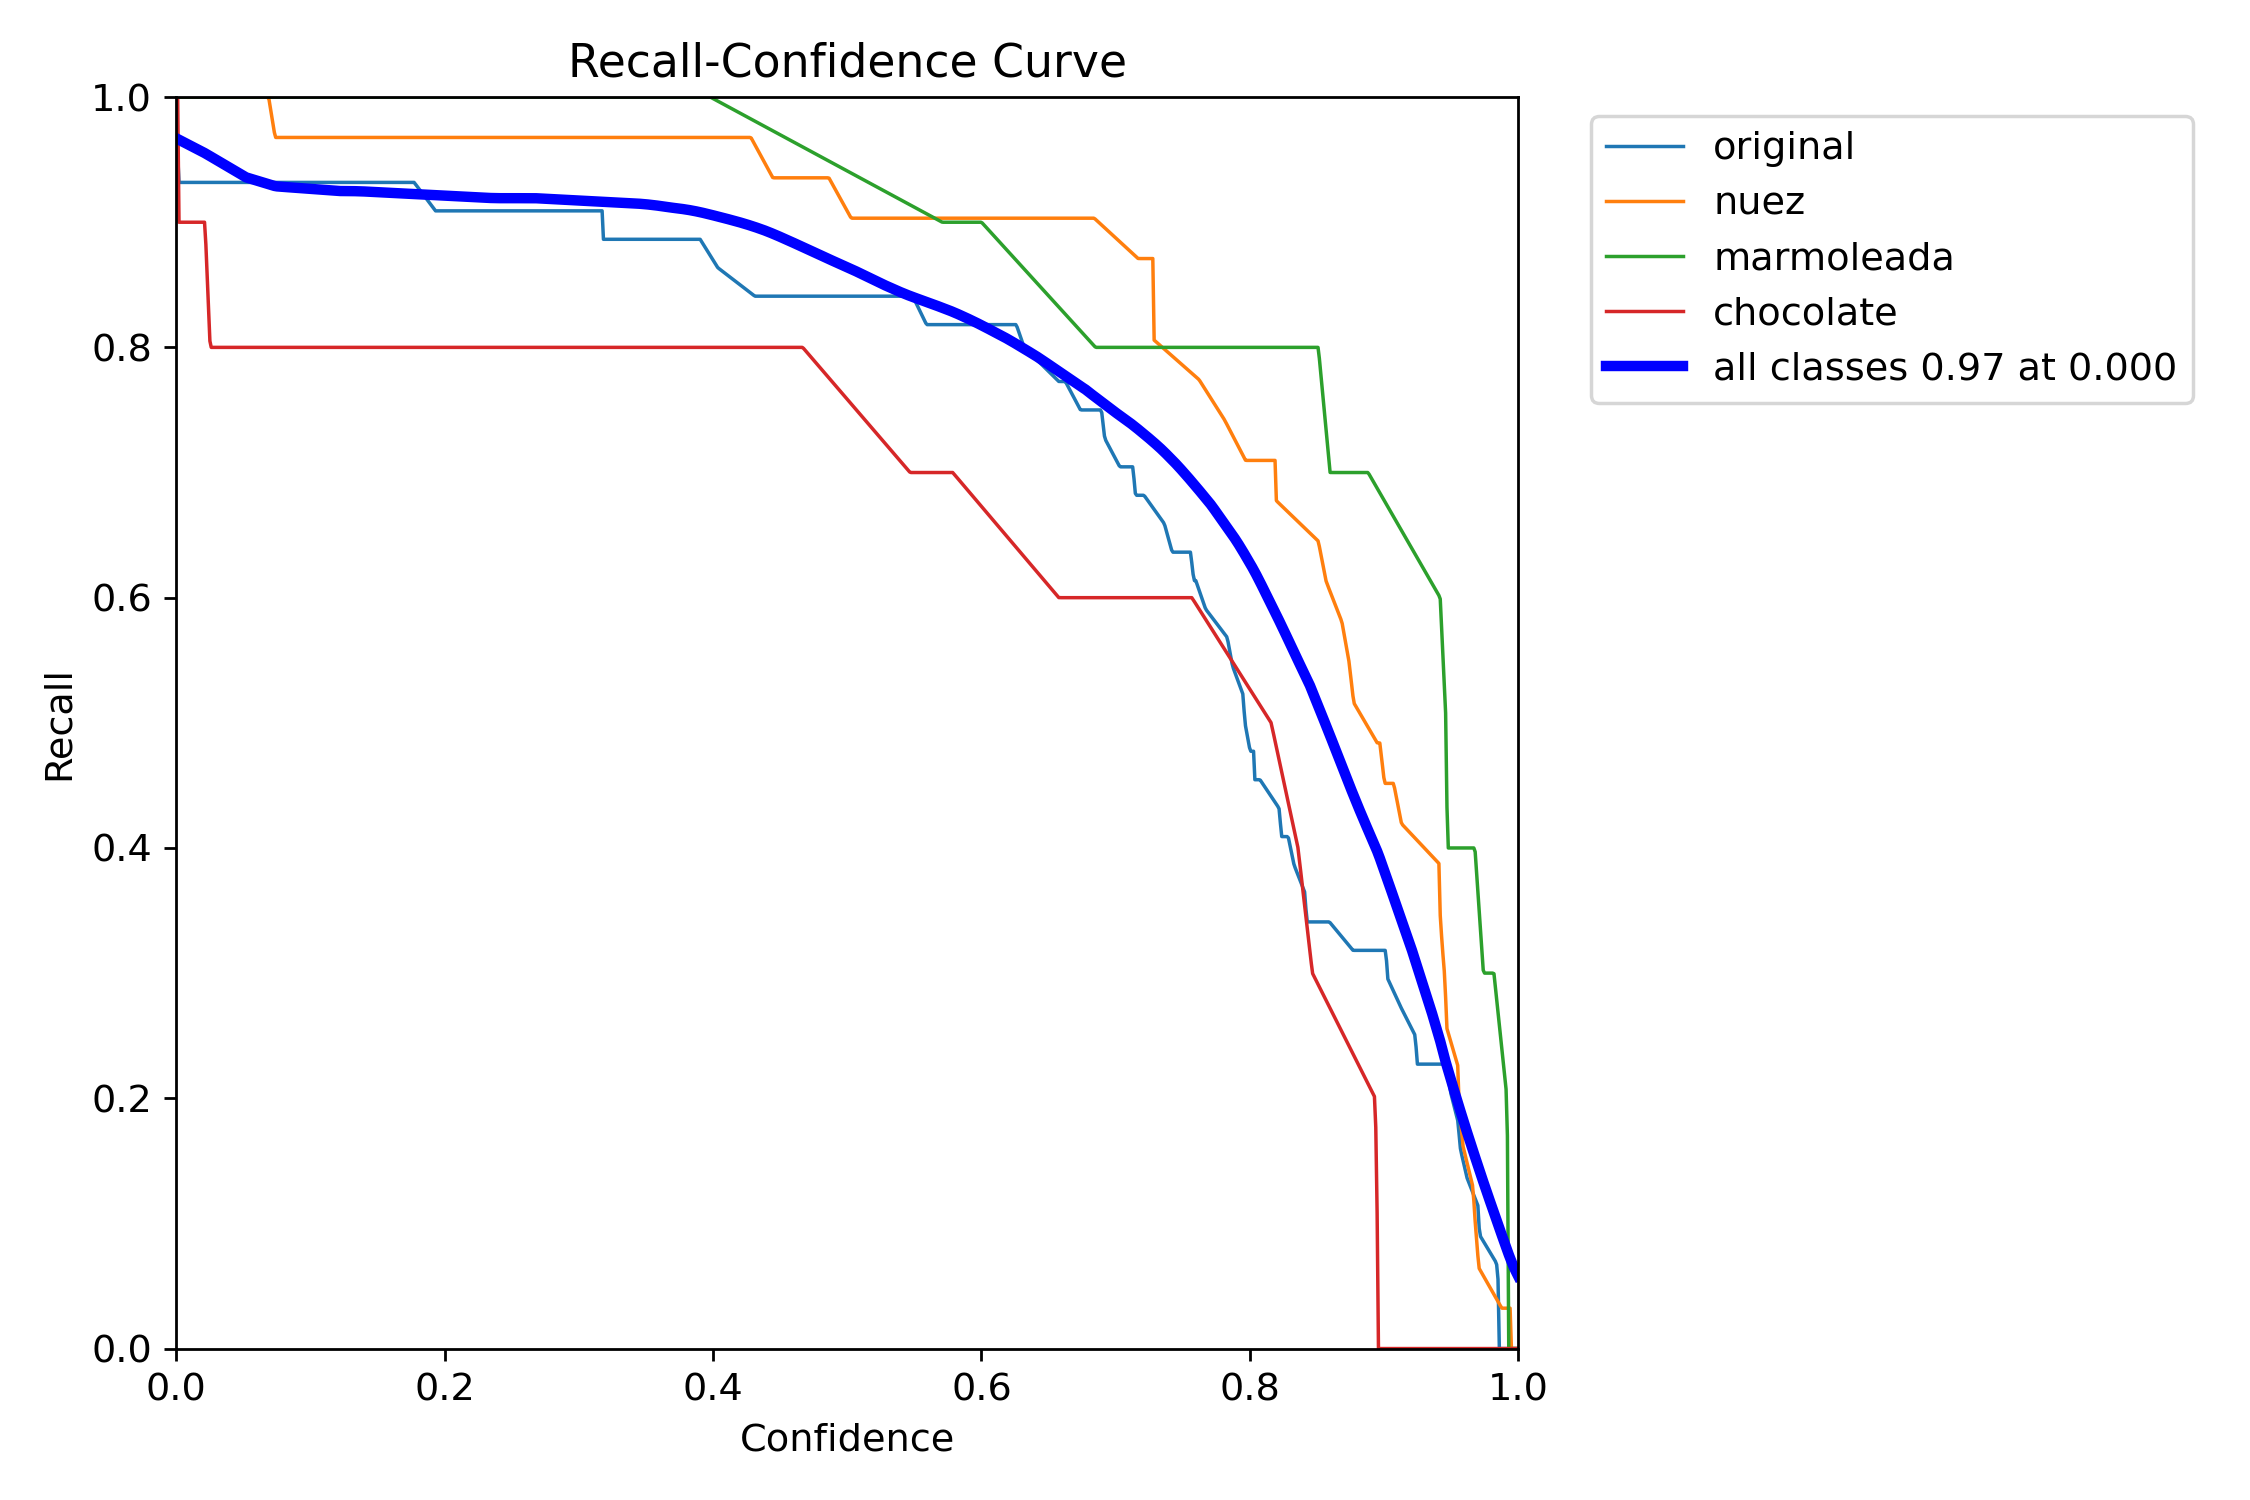 Recall-Confidence Curve
1.0
0.8
0.6
0.4
0.2
0.0
Recall
0.0 0.2 0.4 0.6 0.8 1.0
Confidence
original
nuez
marmoleada
chocolate
all classes 0.97 at 0.000